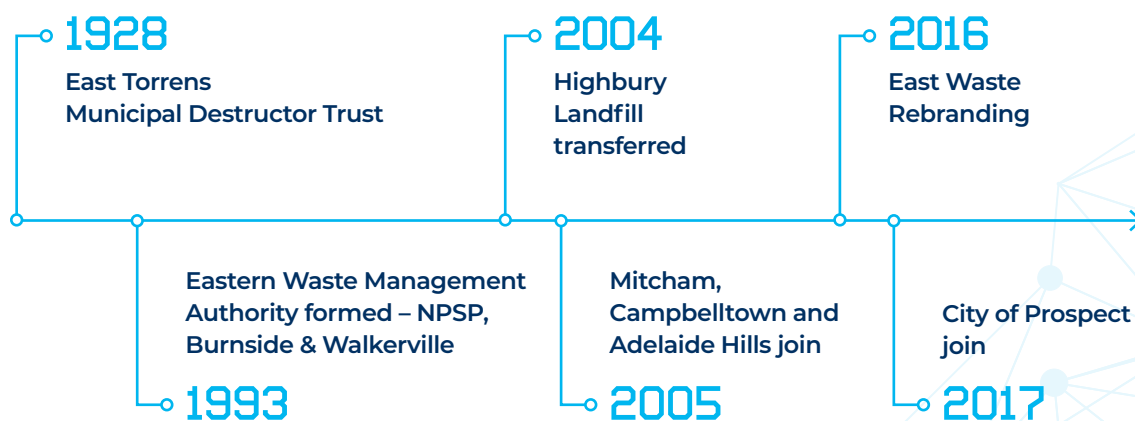 1928
East Torrens
Municipal Destructor Trust
2004
Highbury
Landfill
transferred
2016
East Waste
Rebranding
Eastern Waste Management
Authority formed – NPSP,
Burnside & Walkerville
1993
Mitcham,
Campbelltown and
Adelaide Hills join
2005
City of Prospect
join
2017